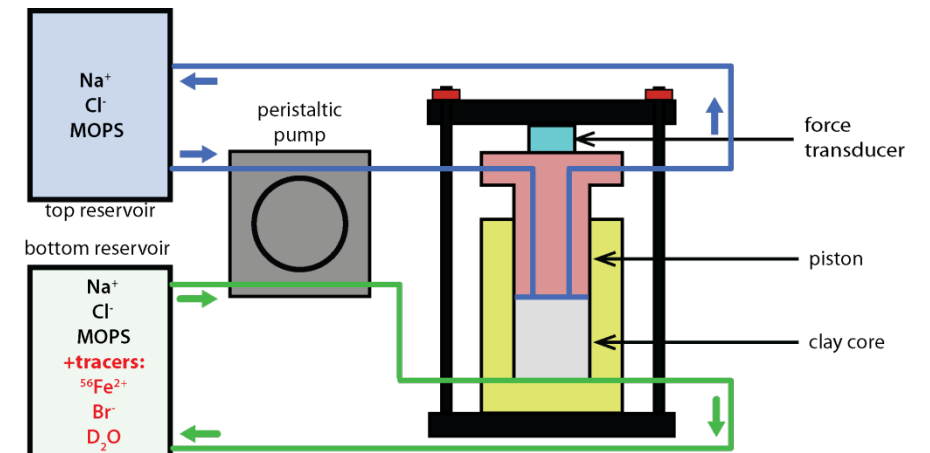 Na⁺
Cl⁻
MOPS
top reservoir
peristaltic
pump
force
transducer
bottom reservoir
Na⁺
Cl⁻
MOPS
+tracers:
⁵⁶Fe²⁺
Br⁻
D₂O
piston
clay core